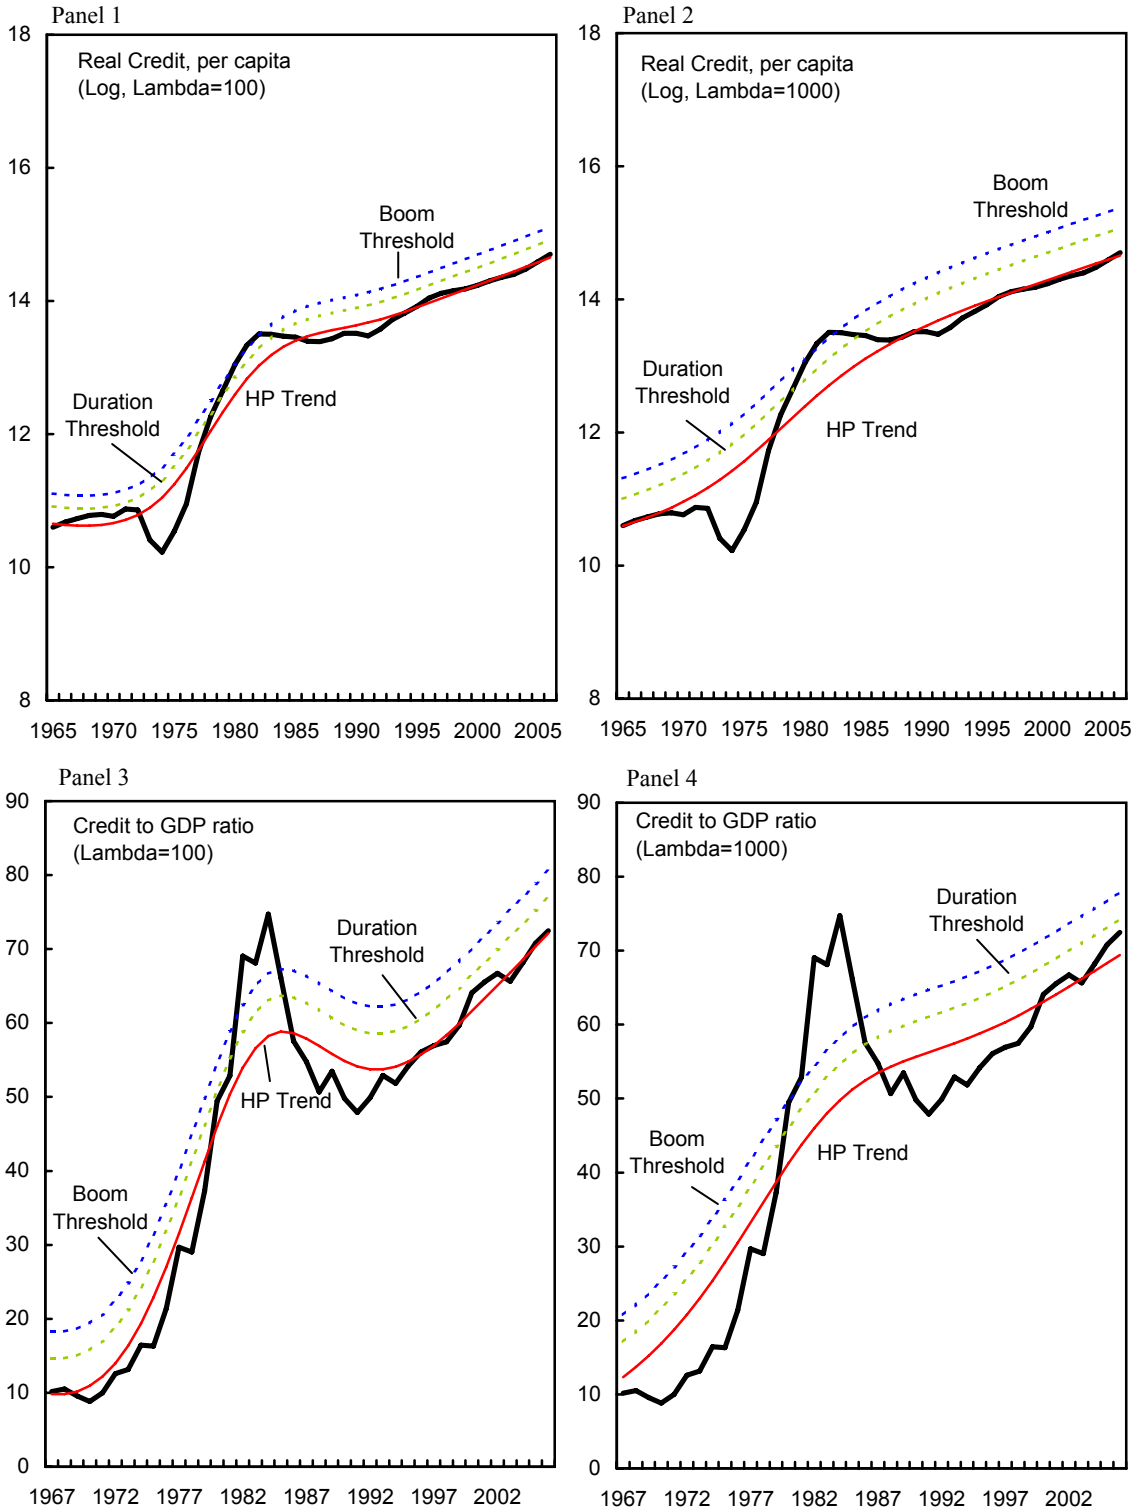 Panel 1
18
16
14
12
10
8
Real Credit, per capita
(Log, Lambda=100)
Boom
Threshold
Duration
Threshold
HP Trend
1965 1970 1975 1980 1985 1990 1995 2000 2005
Panel 2
18
16
14
12
10
8
Real Credit, per capita
(Log, Lambda=1000)
Boom
Threshold
Duration
Threshold
HP Trend
1965 1970 1975 1980 1985 1990 1995 2000 2005
Panel 3
90
80
70
60
50
40
30
20
10
0
Credit to GDP ratio
(Lambda=100)
Duration
Threshold
HP Trend
Boom
Threshold
1967 1972 1977 1982 1987 1992 1997 2002
Panel 4
90
80
70
60
50
40
30
20
10
0
Credit to GDP ratio
(Lambda=1000)
Duration
Threshold
Boom
Threshold
HP Trend
1967 1972 1977 1982 1987 1992 1997 2002